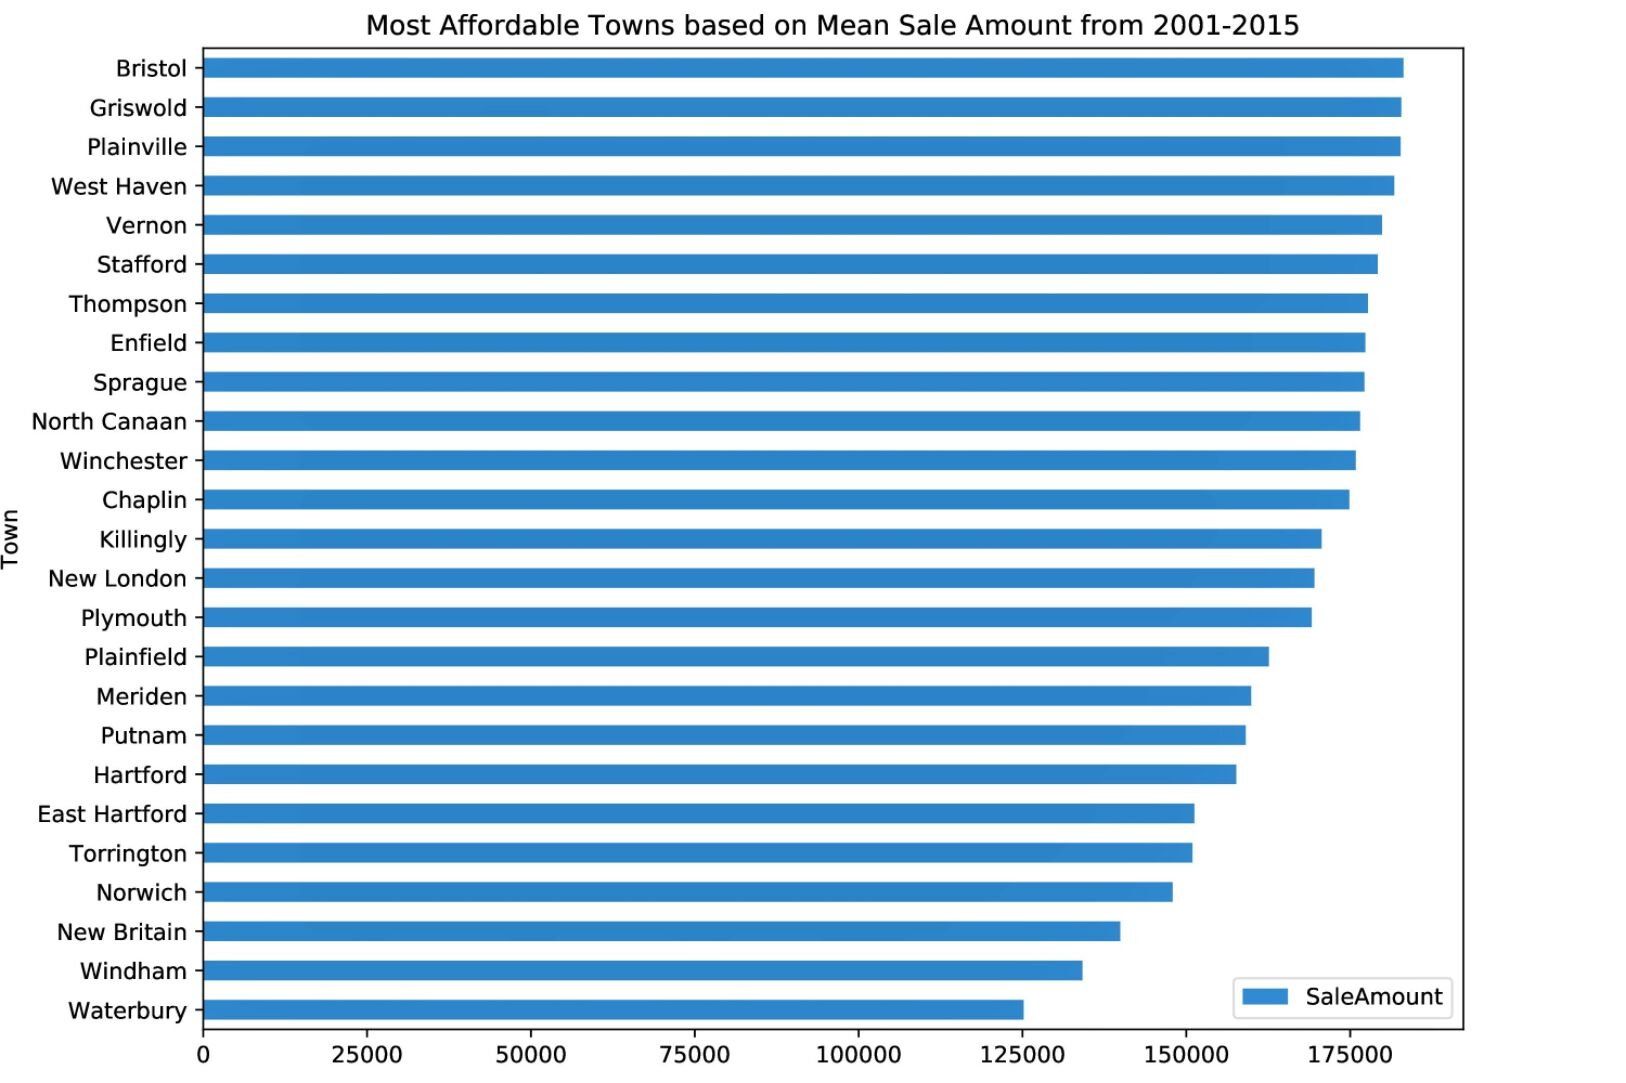 Most Affordable Towns based on Mean Sale Amount from 2001-2015
Bristol
Griswold
Plainville
West Haven
Vernon
Stafford
Thompson
Enfield
Sprague
North Canaan
Winchester
Chaplin
Killingly
New London
Plymouth
Plainfield
Meriden
Putnam
Hartford
East Hartford
Torrington
Norwich
New Britain
Windham
Waterbury
Town
SaleAmount
0 25000 50000 75000 100000 125000 150000 175000